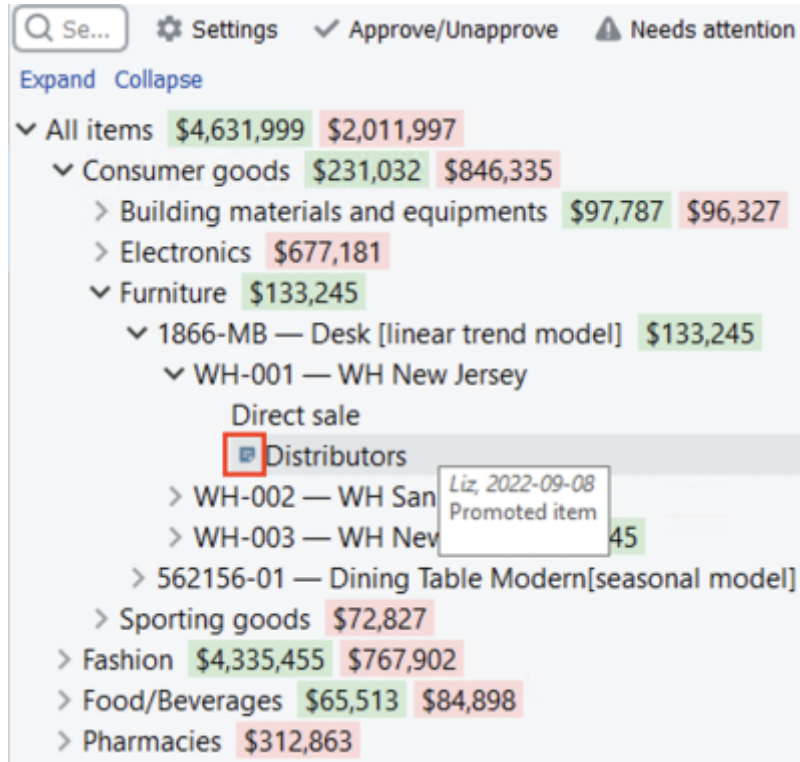 Se... Settings Approve/Unapprove Needs attention
Expand Collapse
All items $4,631,999 $2,011,997
Consumer goods $231,032 $846,335
Building materials and equipments $97,787 $96,327
Electronics $677,181
Furniture $133,245
1866-MB — Desk [linear trend model] $133,245
WH-001 — WH New Jersey
Direct sale
Distributors
Liz, 2022-09-08
WH-002 — WH San
Promoted item
WH-003 — WH New 45
562156-01 — Dining Table Modern[seasonal model]
Sporting goods $72,827
Fashion $4,335,455 $767,902
Food/Beverages $65,513 $84,898
Pharmacies $312,863